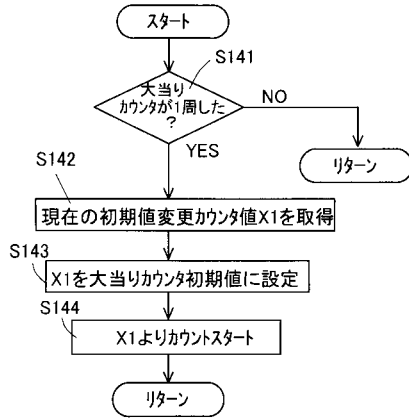 スタート
S141
大当り
カウンタが1周した
?
NO
YES
リターン
S142
現在の初期値変更カウンタ値X1を取得
S143
X1を大当りカウンタ初期値に設定
S144
X1よりカウントスタート
リターン